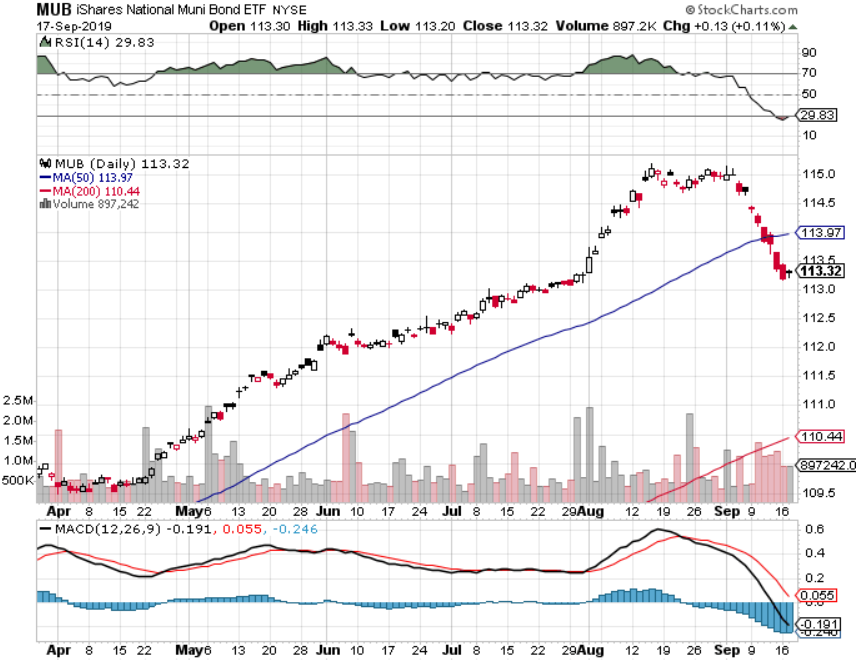 MUB iShares National Muni Bond ETF NYSE © StockCharts.com
17-Sep-2019 Open 113.30 High 113.33 Low 113.20 Close 113.32 Volume 897.2K Chg +0.13 (+0.11%)
RSI(14) 29.83
90
70
50
29.83
10
MUB (Daily) 113.32
MA(50) 113.97
MA(200) 110.44
Volume 897,242
115.0
114.5
113.97
113.5
113.32
113.0
112.5
112.0
111.5
111.0
110.44
897242.0
109.5
2.5M
2.0M
1.5M
1.0M
500K
Apr 8 15 22 May 6 13 20 28 Jun 10 17 24 Jul 8 15 22 29 Aug 12 19 26 Sep 9 16
MACD(12,26,9) -0.191, 0.055, -0.246
0.6
0.4
0.2
0.055
0.0
-0.191
-0.246
Apr 8 15 22 May 6 13 20 28 Jun 10 17 24 Jul 8 15 22 29 Aug 12 19 26 Sep 9 16